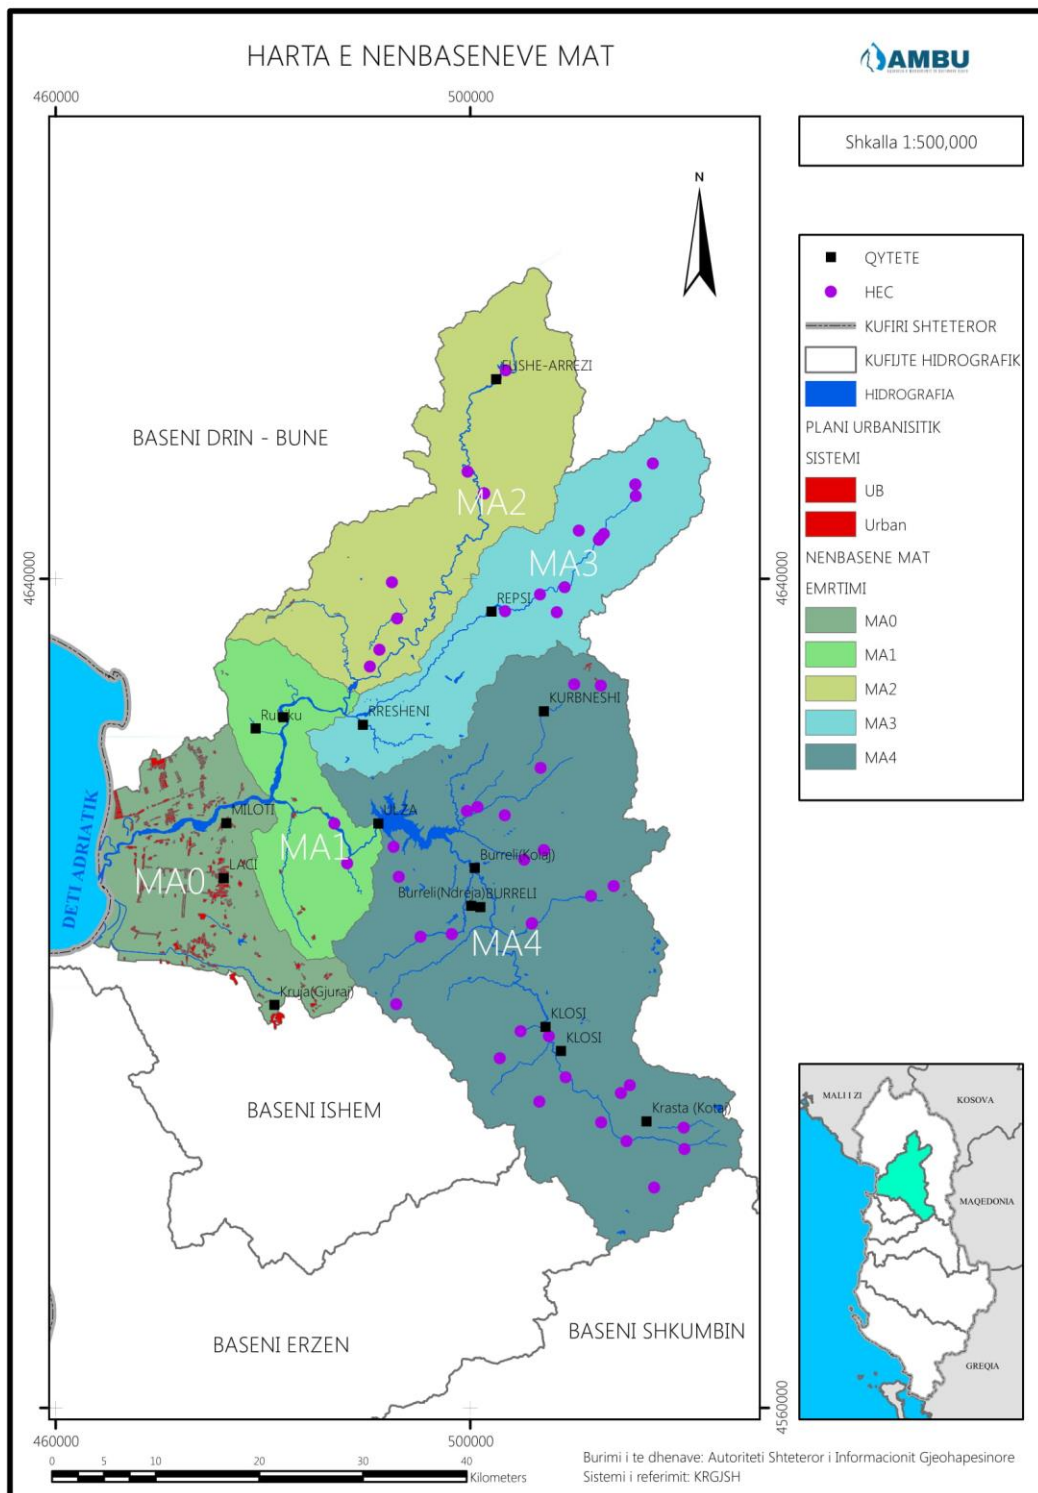 HARTA E NENBASENEVE MAT
AMBU
460000
500000
Shkalla 1:500,000
N
QYTETE
HEC
KUFIRI SHTETEROR
KUFIJTE HIDROGRAFIK
HIDROGRAFIA
PLANI URBANISITIK
SISTEMI
UB
Urban
NENBASENE MAT
EMRTIMI
MA0
MA1
MA2
MA3
MA4
FUSHE-ARREZI
BASENI DRIN - BUNE
MA2
MA3
4640000
4640000
REPSI
KURBNESHI
RRESHENI
MILOTI
ULZA
MA1
LACI
MA0
DETI ADRIATIK
Burreli(Kolaj)
Burreli(Ndreja)
BURRELI
MA4
Kruja(Gjuraj)
KLOSI
KLOSI
Krasta (Kotaj)
BASENI ISHEM
BASENI ERZEN
BASENI SHKUMBIN
MALI I ZI
KOSOVA
MAQEDONIA
GREQIA
4560000
460000
500000
0 5 10 20 30 40
Kilometers
Burimi i te dhenave: Autoriteti Shteteror i Informacionit Gjeohapesinore
Sistemi i referimit: KRGJSH